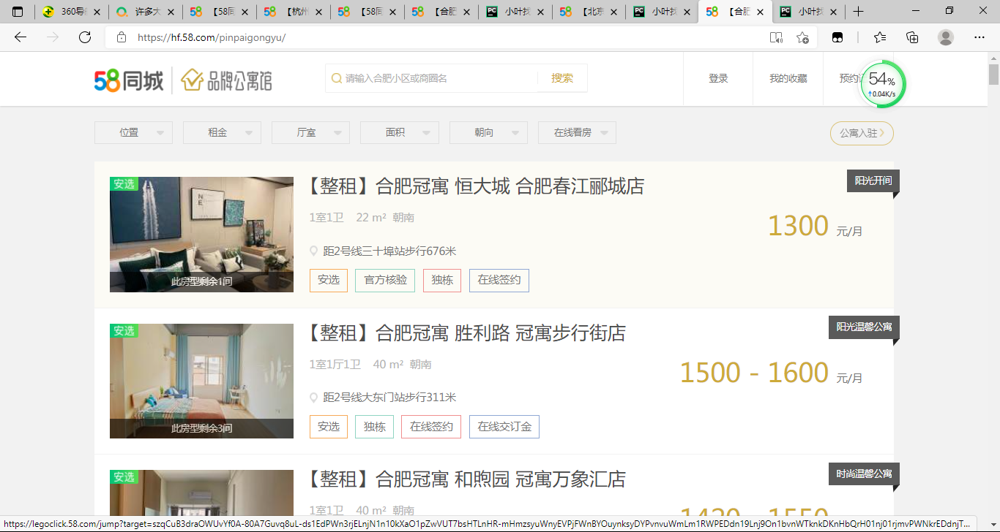 360导
许多大
【58同
【杭州
【58同
【合肥
小叶找
【北京
小叶找
【合肥
小叶找
https://hf.58.com/pinpaigongyu/
58同城 品牌公寓馆
请输入合肥小区或商圈名
搜索
登录
我的收藏
预约
54%
↑0.04K/s
位置
租金
厅室
面积
朝向
在线看房
公寓入驻
安选
N
E
此房型剩余1间
【整租】合肥冠寓 恒大城 合肥春江郦城店
1室1卫 22 m² 朝南
距2号线三十埠站步行676米
安选 官方核验 独栋 在线签约
阳光开间
1300 元/月
安选
此房型剩余3间
【整租】合肥冠寓 胜利路 冠寓步行街店
1室1厅1卫 40 m² 朝南
距2号线大东门站步行311米
安选 独栋 在线签约 在线交订金
阳光温馨公寓
1500 - 1600 元/月
安选
【整租】合肥冠寓 和煦园 冠寓万象汇店
1室1卫 40 m² 朝南
时尚温馨公寓
1420 - 1550